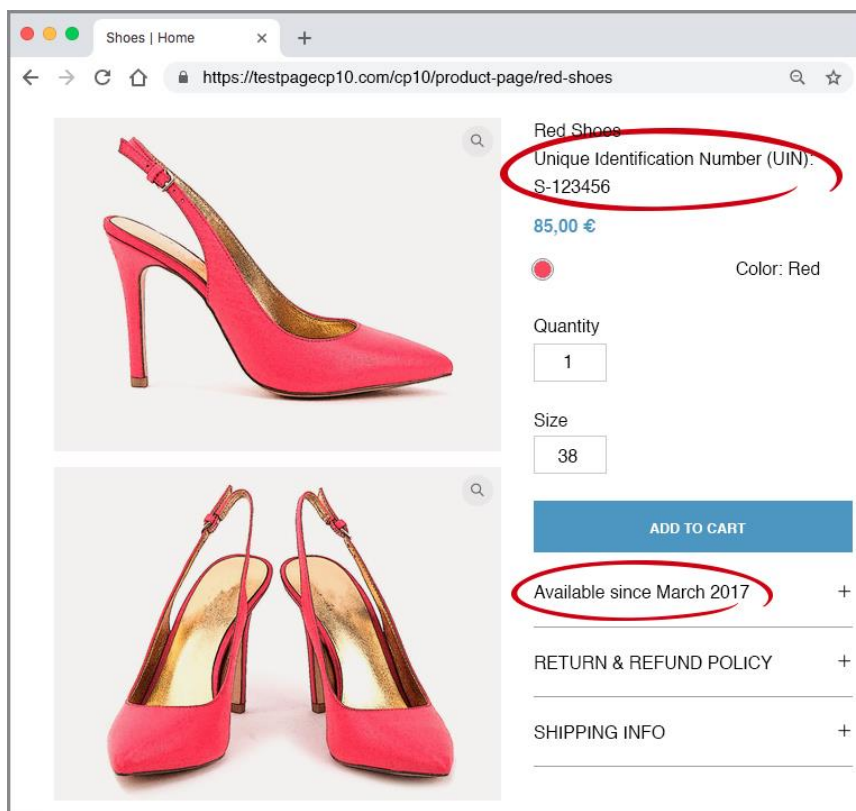 Shoes | Home
https://testpagecp10.com/cp10/product-page/red-shoes
Red Shoes
Unique Identification Number (UIN):
S-123456
85,00 €
Color: Red
Quantity
1
Size
38
ADD TO CART
Available since March 2017
RETURN & REFUND POLICY
SHIPPING INFO